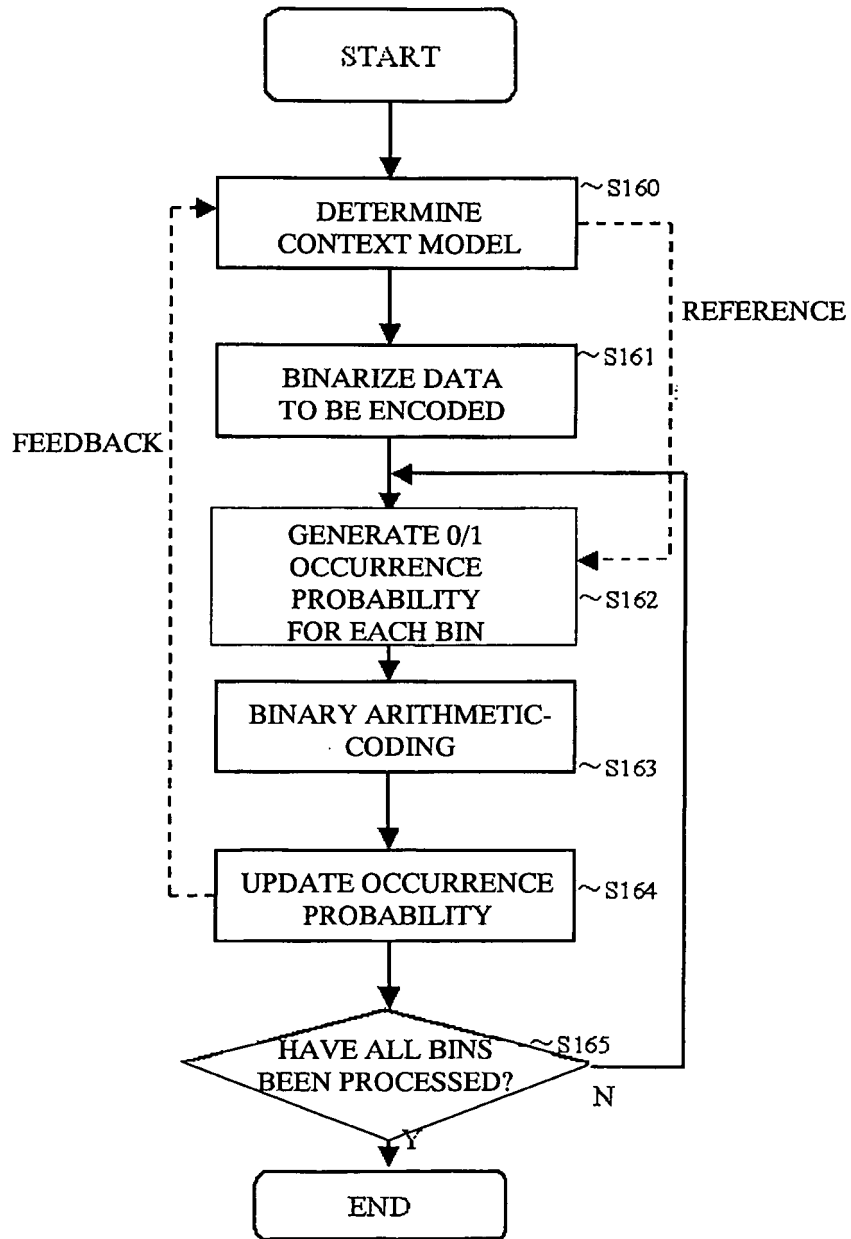 START
~S160
DETERMINE
CONTEXT MODEL
REFERENCE
~S161
BINARIZE DATA
TO BE ENCODED
FEEDBACK
GENERATE 0/1
OCCURRENCE
PROBABILITY
FOR EACH BIN
~S162
BINARY ARITHMETIC-
CODING
~S163
UPDATE OCCURRENCE
PROBABILITY
~S164
~S165
HAVE ALL BINS
BEEN PROCESSED?
N
Y
END